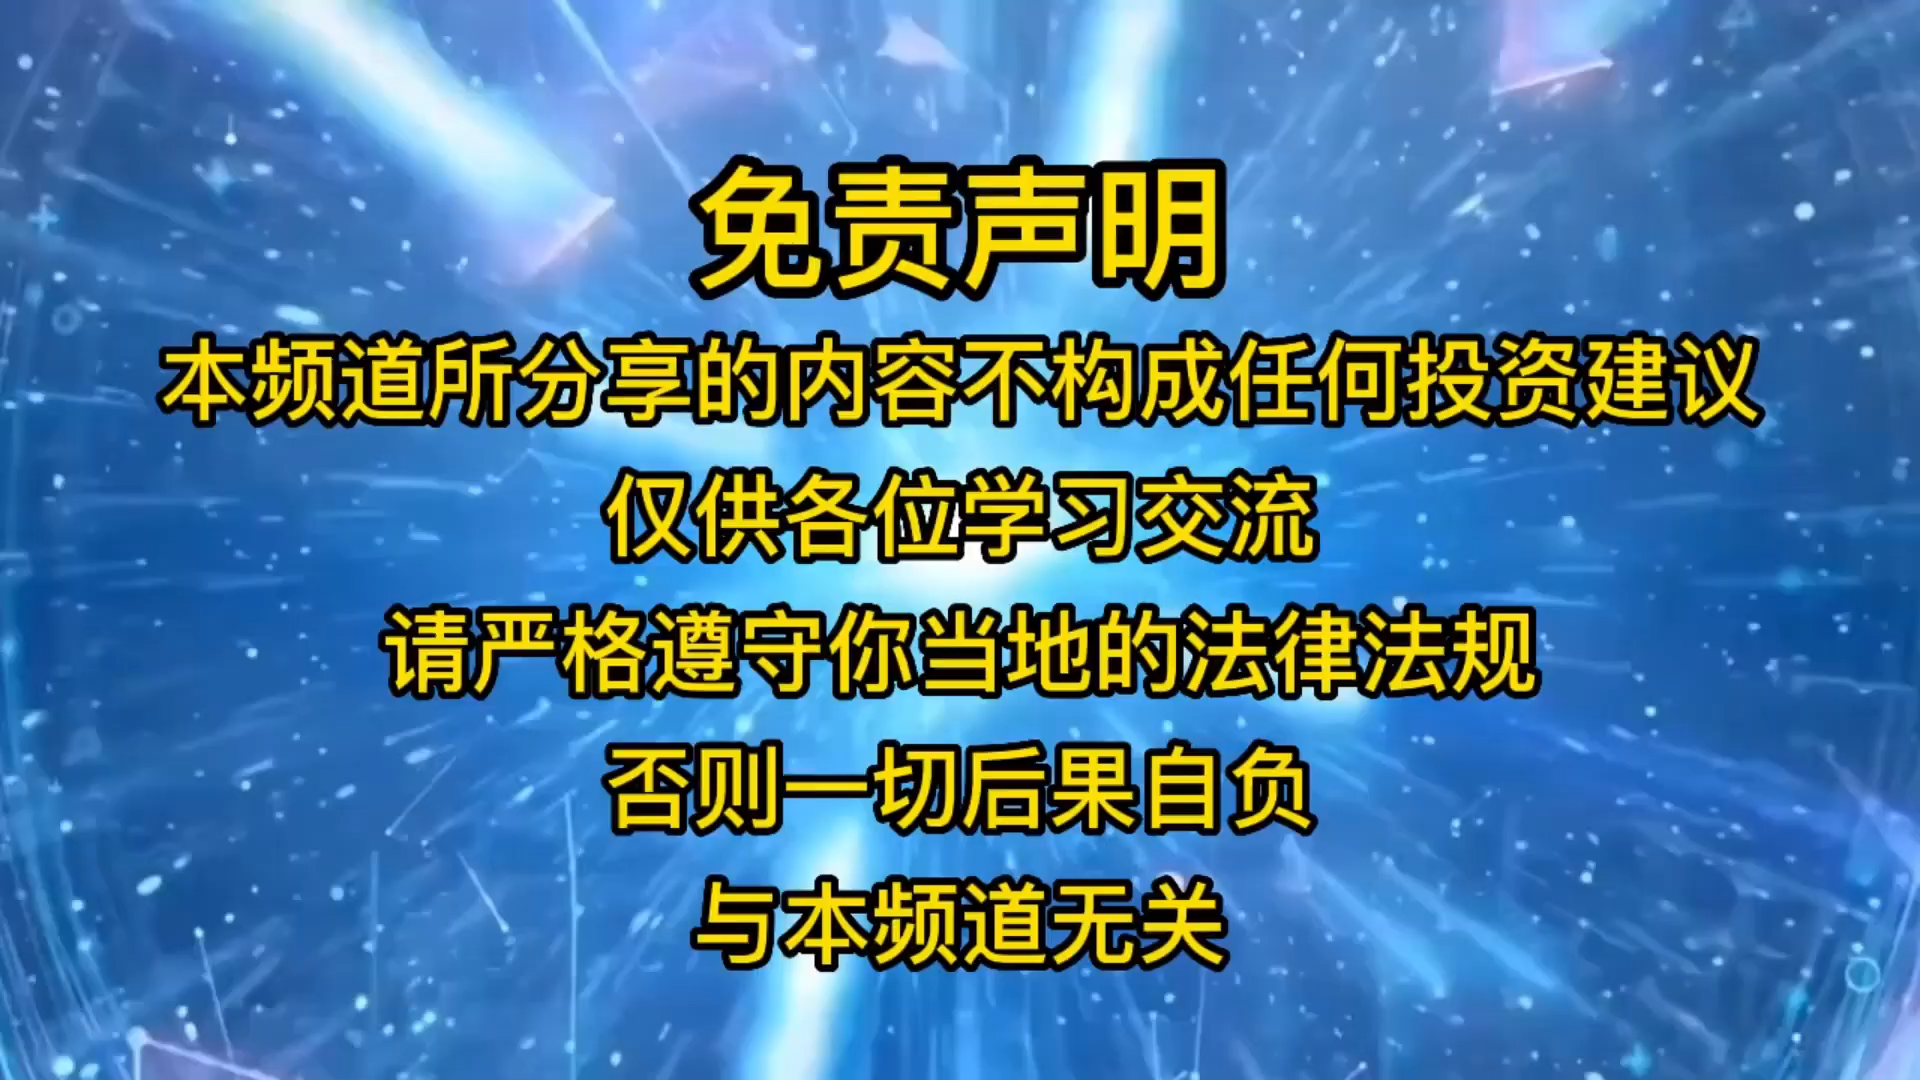 免责声明
本频道所分享的内容不构成任何投资建议
仅供各位学习交流
请严格遵守你当地的法律法规
否则一切后果自负
与本频道无关